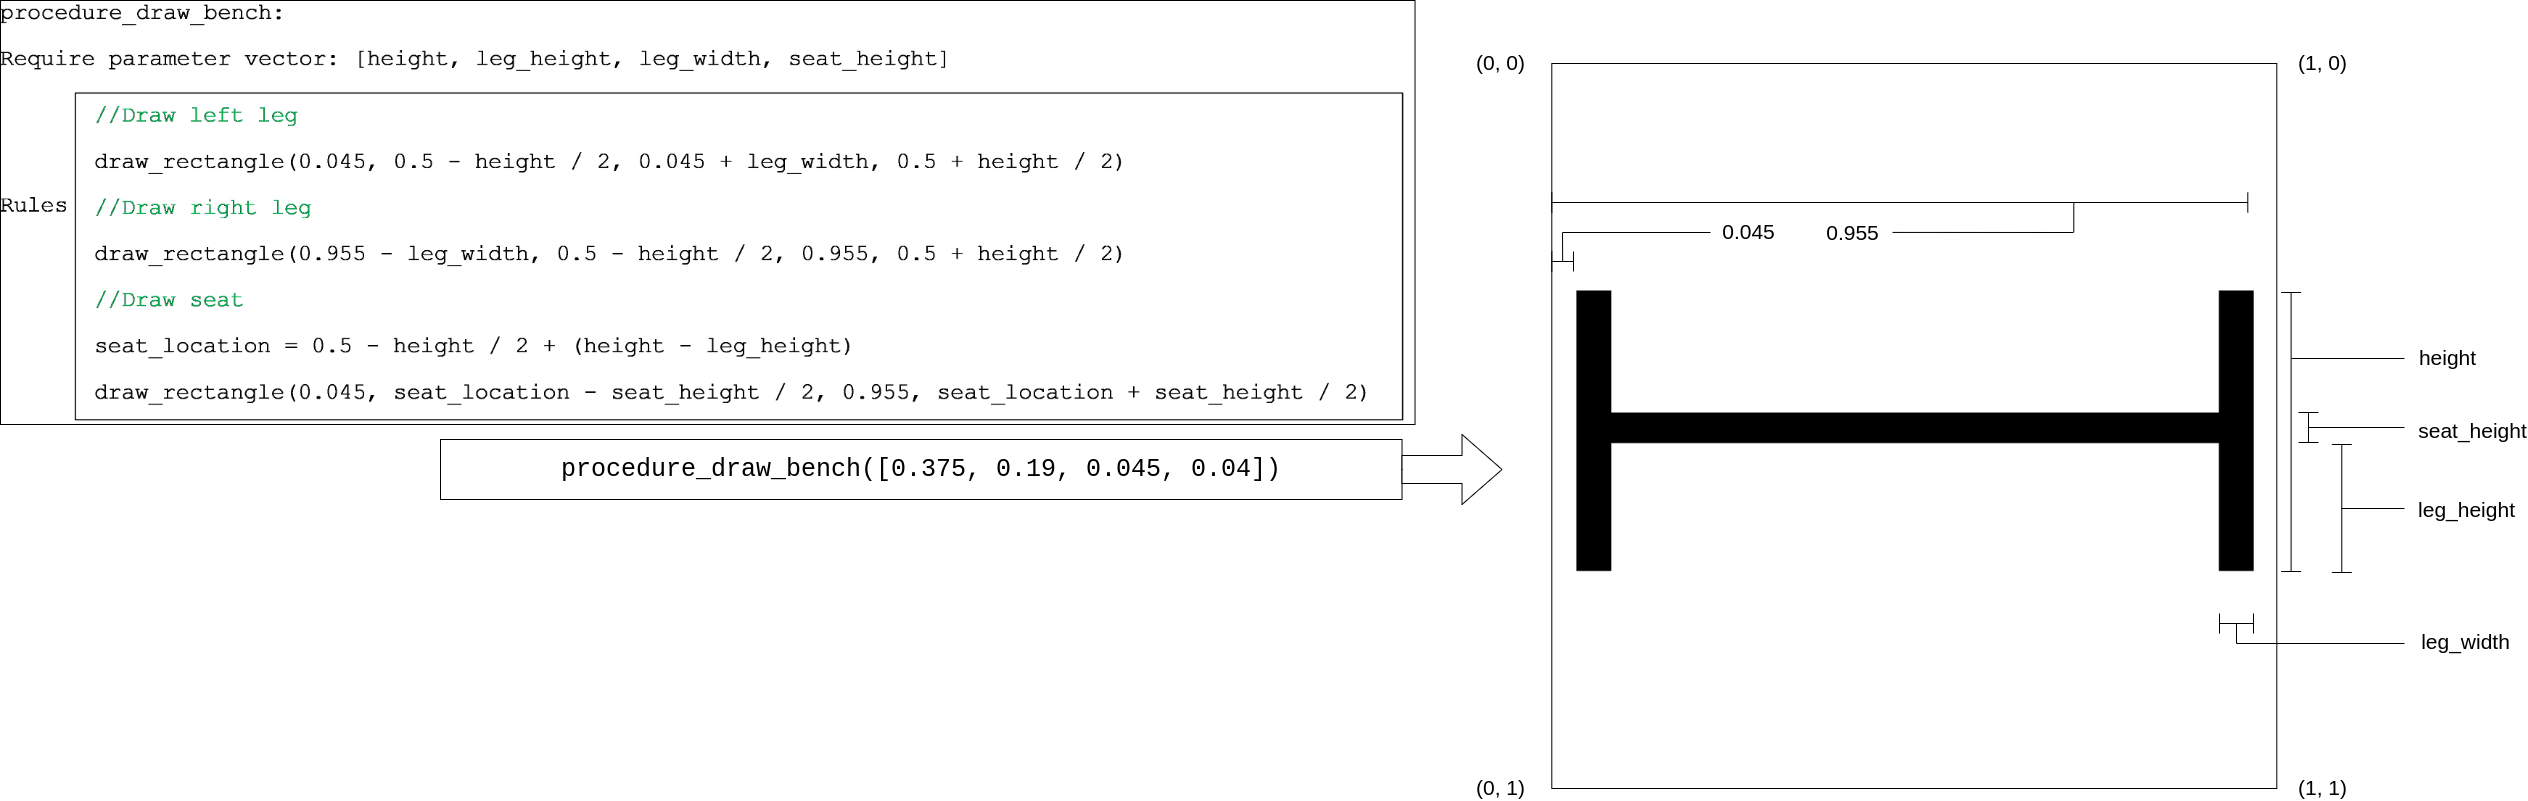 procedure_draw_bench:
Require parameter vector: [height, leg_height, leg_width, seat_height]
Rules
//Draw left leg
draw_rectangle(0.045, 0.5 - height / 2, 0.045 + leg_width, 0.5 + height / 2)
//Draw right leg
draw_rectangle(0.955 - leg_width, 0.5 - height / 2, 0.955, 0.5 + height / 2)
//Draw seat
seat_location = 0.5 - height / 2 + (height - leg_height)
draw_rectangle(0.045, seat_location - seat_height / 2, 0.955, seat_location + seat_height / 2)
procedure_draw_bench([0.375, 0.19, 0.045, 0.04])
(0, 0)
(1, 0)
0.045
0.955
height
seat_height
leg_height
leg_width
(0, 1)
(1, 1)